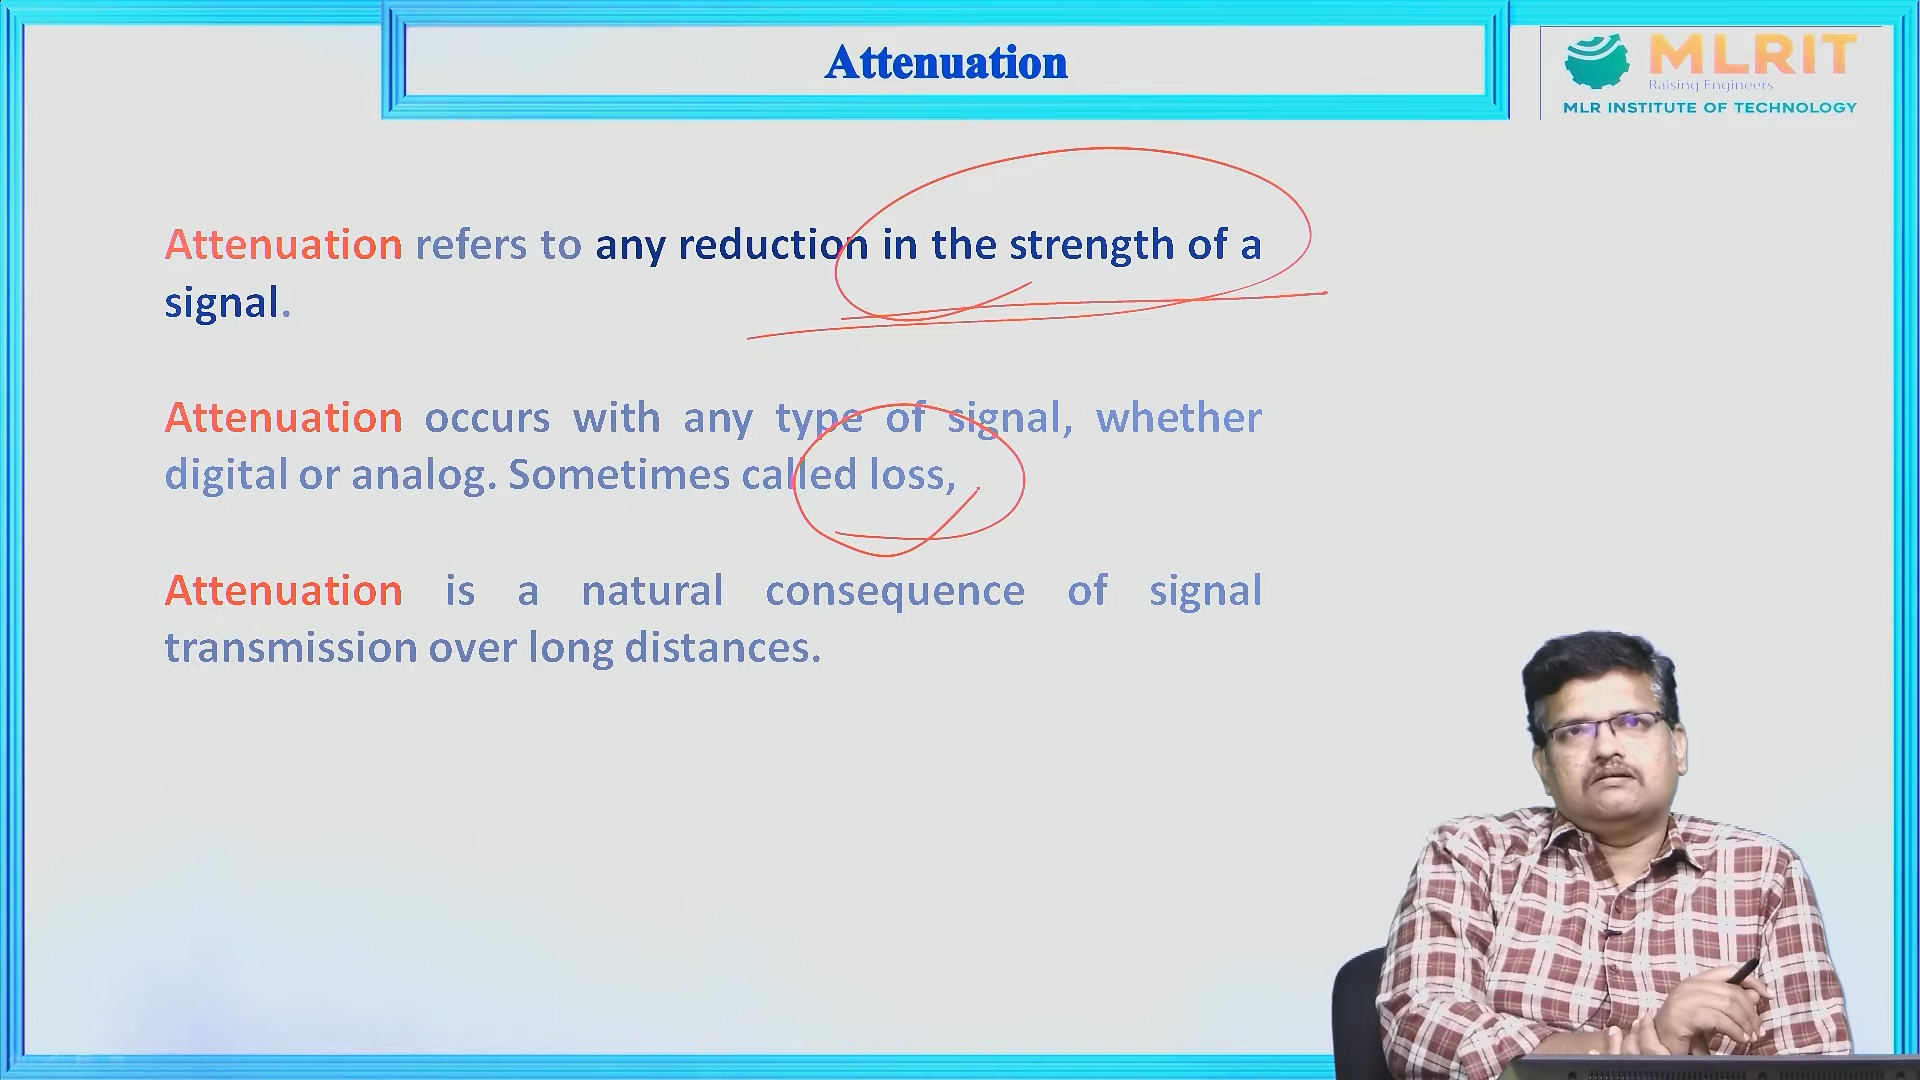 Attenuation
MLRIT
Raising Engineers
MLR INSTITUTE OF TECHNOLOGY
Attenuation refers to any reduction in the strength of a
signal.
Attenuation occurs with any type of signal, whether
digital or analog. Sometimes called loss,
Attenuation is a natural consequence of signal
transmission over long distances.